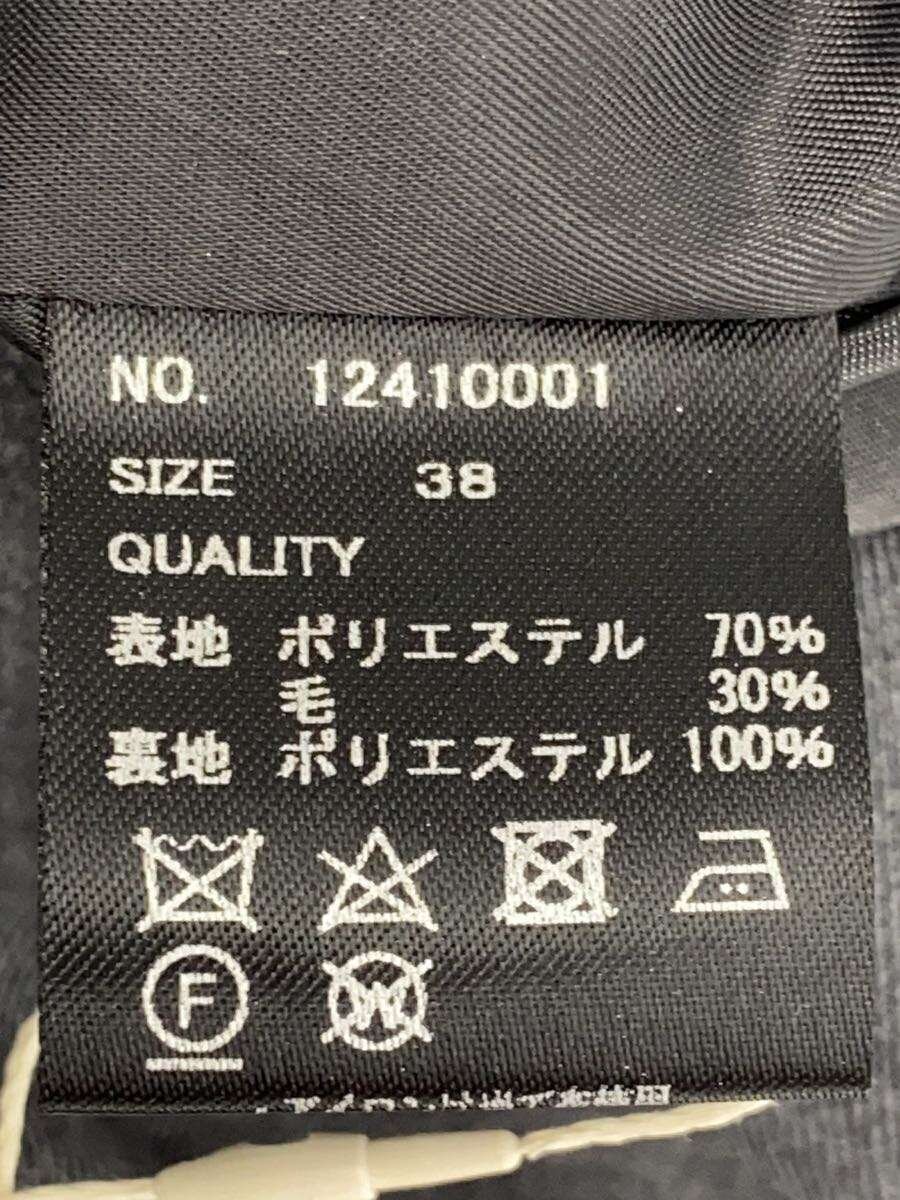 NO. 12410001
SIZE 38
QUALITY
表地 ポリエステル 70%
毛 30%
裏地 ポリエステル 100%
F
W